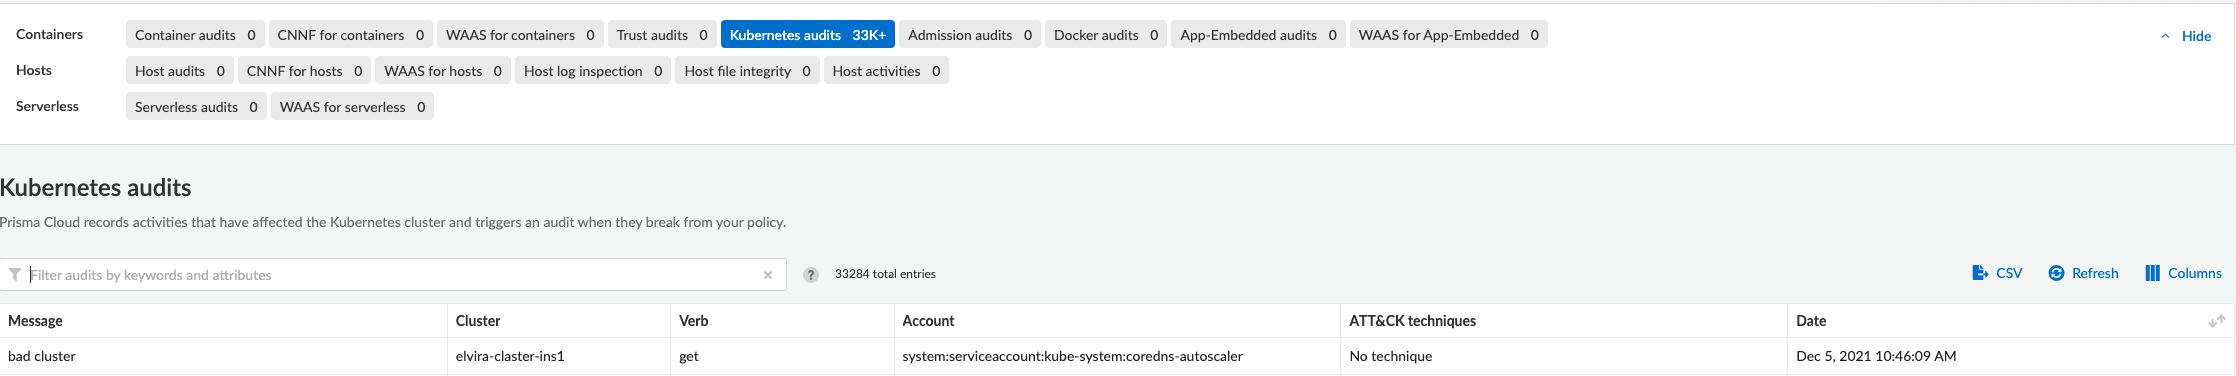 Containers Container audits 0 CNNF for containers 0 WAAS for containers 0 Trust audits 0 Kubernetes audits 33K+ Admission audits 0 Docker audits 0 App-Embedded audits 0 WAAS for App-Embedded 0 Hide
Hosts Host audits 0 CNNF for hosts 0 WAAS for hosts 0 Host log inspection 0 Host file integrity 0 Host activities 0
Serverless Serverless audits 0 WAAS for serverless 0
Kubernetes audits
Prisma Cloud records activities that have affected the Kubernetes cluster and triggers an audit when they break from your policy.
Filter audits by keywords and attributes × ? 33284 total entries CSV Refresh Columns
Message Cluster Verb Account ATT&CK techniques Date
bad cluster elvira-claster-ins1 get system:serviceaccount:kube-system:coredns-autoscaler No technique Dec 5, 2021 10:46:09 AM